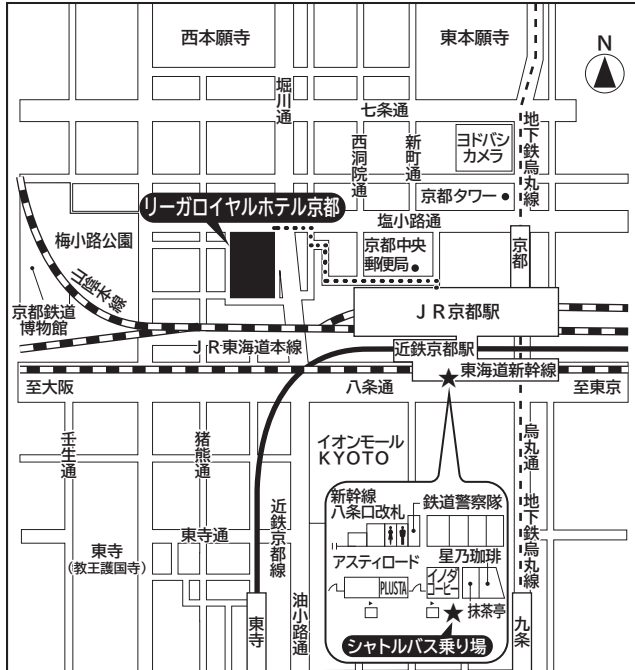 西本願寺
東本願寺
N
堀川通
七条通
地下鉄烏丸線
西洞院通
新町通
ヨドバシ
カメラ
京都タワー
リーガロイヤルホテル京都
塩小路通
梅小路公園
京都中央
郵便局
京都
山陰本線
京都鉄道
博物館
JR京都駅
JR東海道本線
近鉄京都駅
東海道新幹線
至大阪
八条通
至東京
壬生通
猪熊通
イオンモール
KYOTO
烏丸通
新幹線
八条口改札
鉄道警察隊
近鉄京都線
東寺通
アスティロード
星乃珈琲
地下鉄烏丸線
東寺
(教王護国寺)
PLUSTA
イノダ
コーヒー
抹茶亭
東寺
油小路通
九条
シャトルバス乗り場